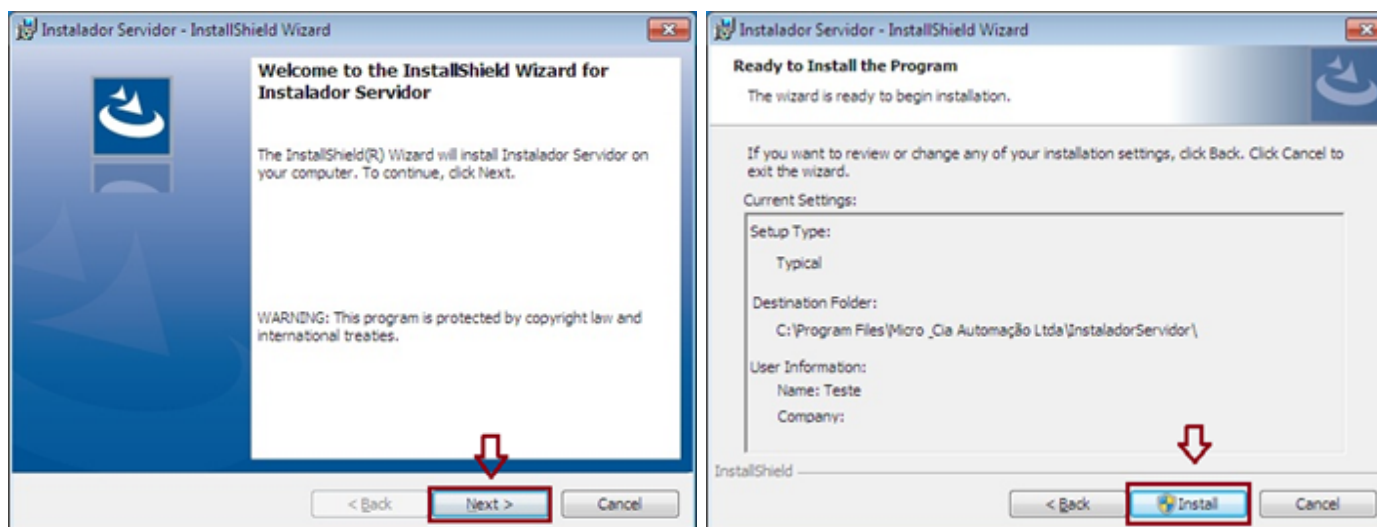 Instalador Servidor - InstallShield Wizard
Welcome to the InstallShield Wizard for
Instalador Servidor
The InstallShield(R) Wizard will install Instalador Servidor on
your computer. To continue, click Next.
WARNING: This program is protected by copyright law and
international treaties.
< Back
Next >
Cancel
Instalador Servidor - InstallShield Wizard
Ready to Install the Program
The wizard is ready to begin installation.
If you want to review or change any of your installation settings, click Back. Click Cancel to
exit the wizard.
Current Settings:
Setup Type:
Typical
Destination Folder:
C:\Program Files\Micro _Cia Automação Ltda\InstaladorServidor\
User Information:
Name: Teste
Company:
InstallShield
< Back
Install
Cancel